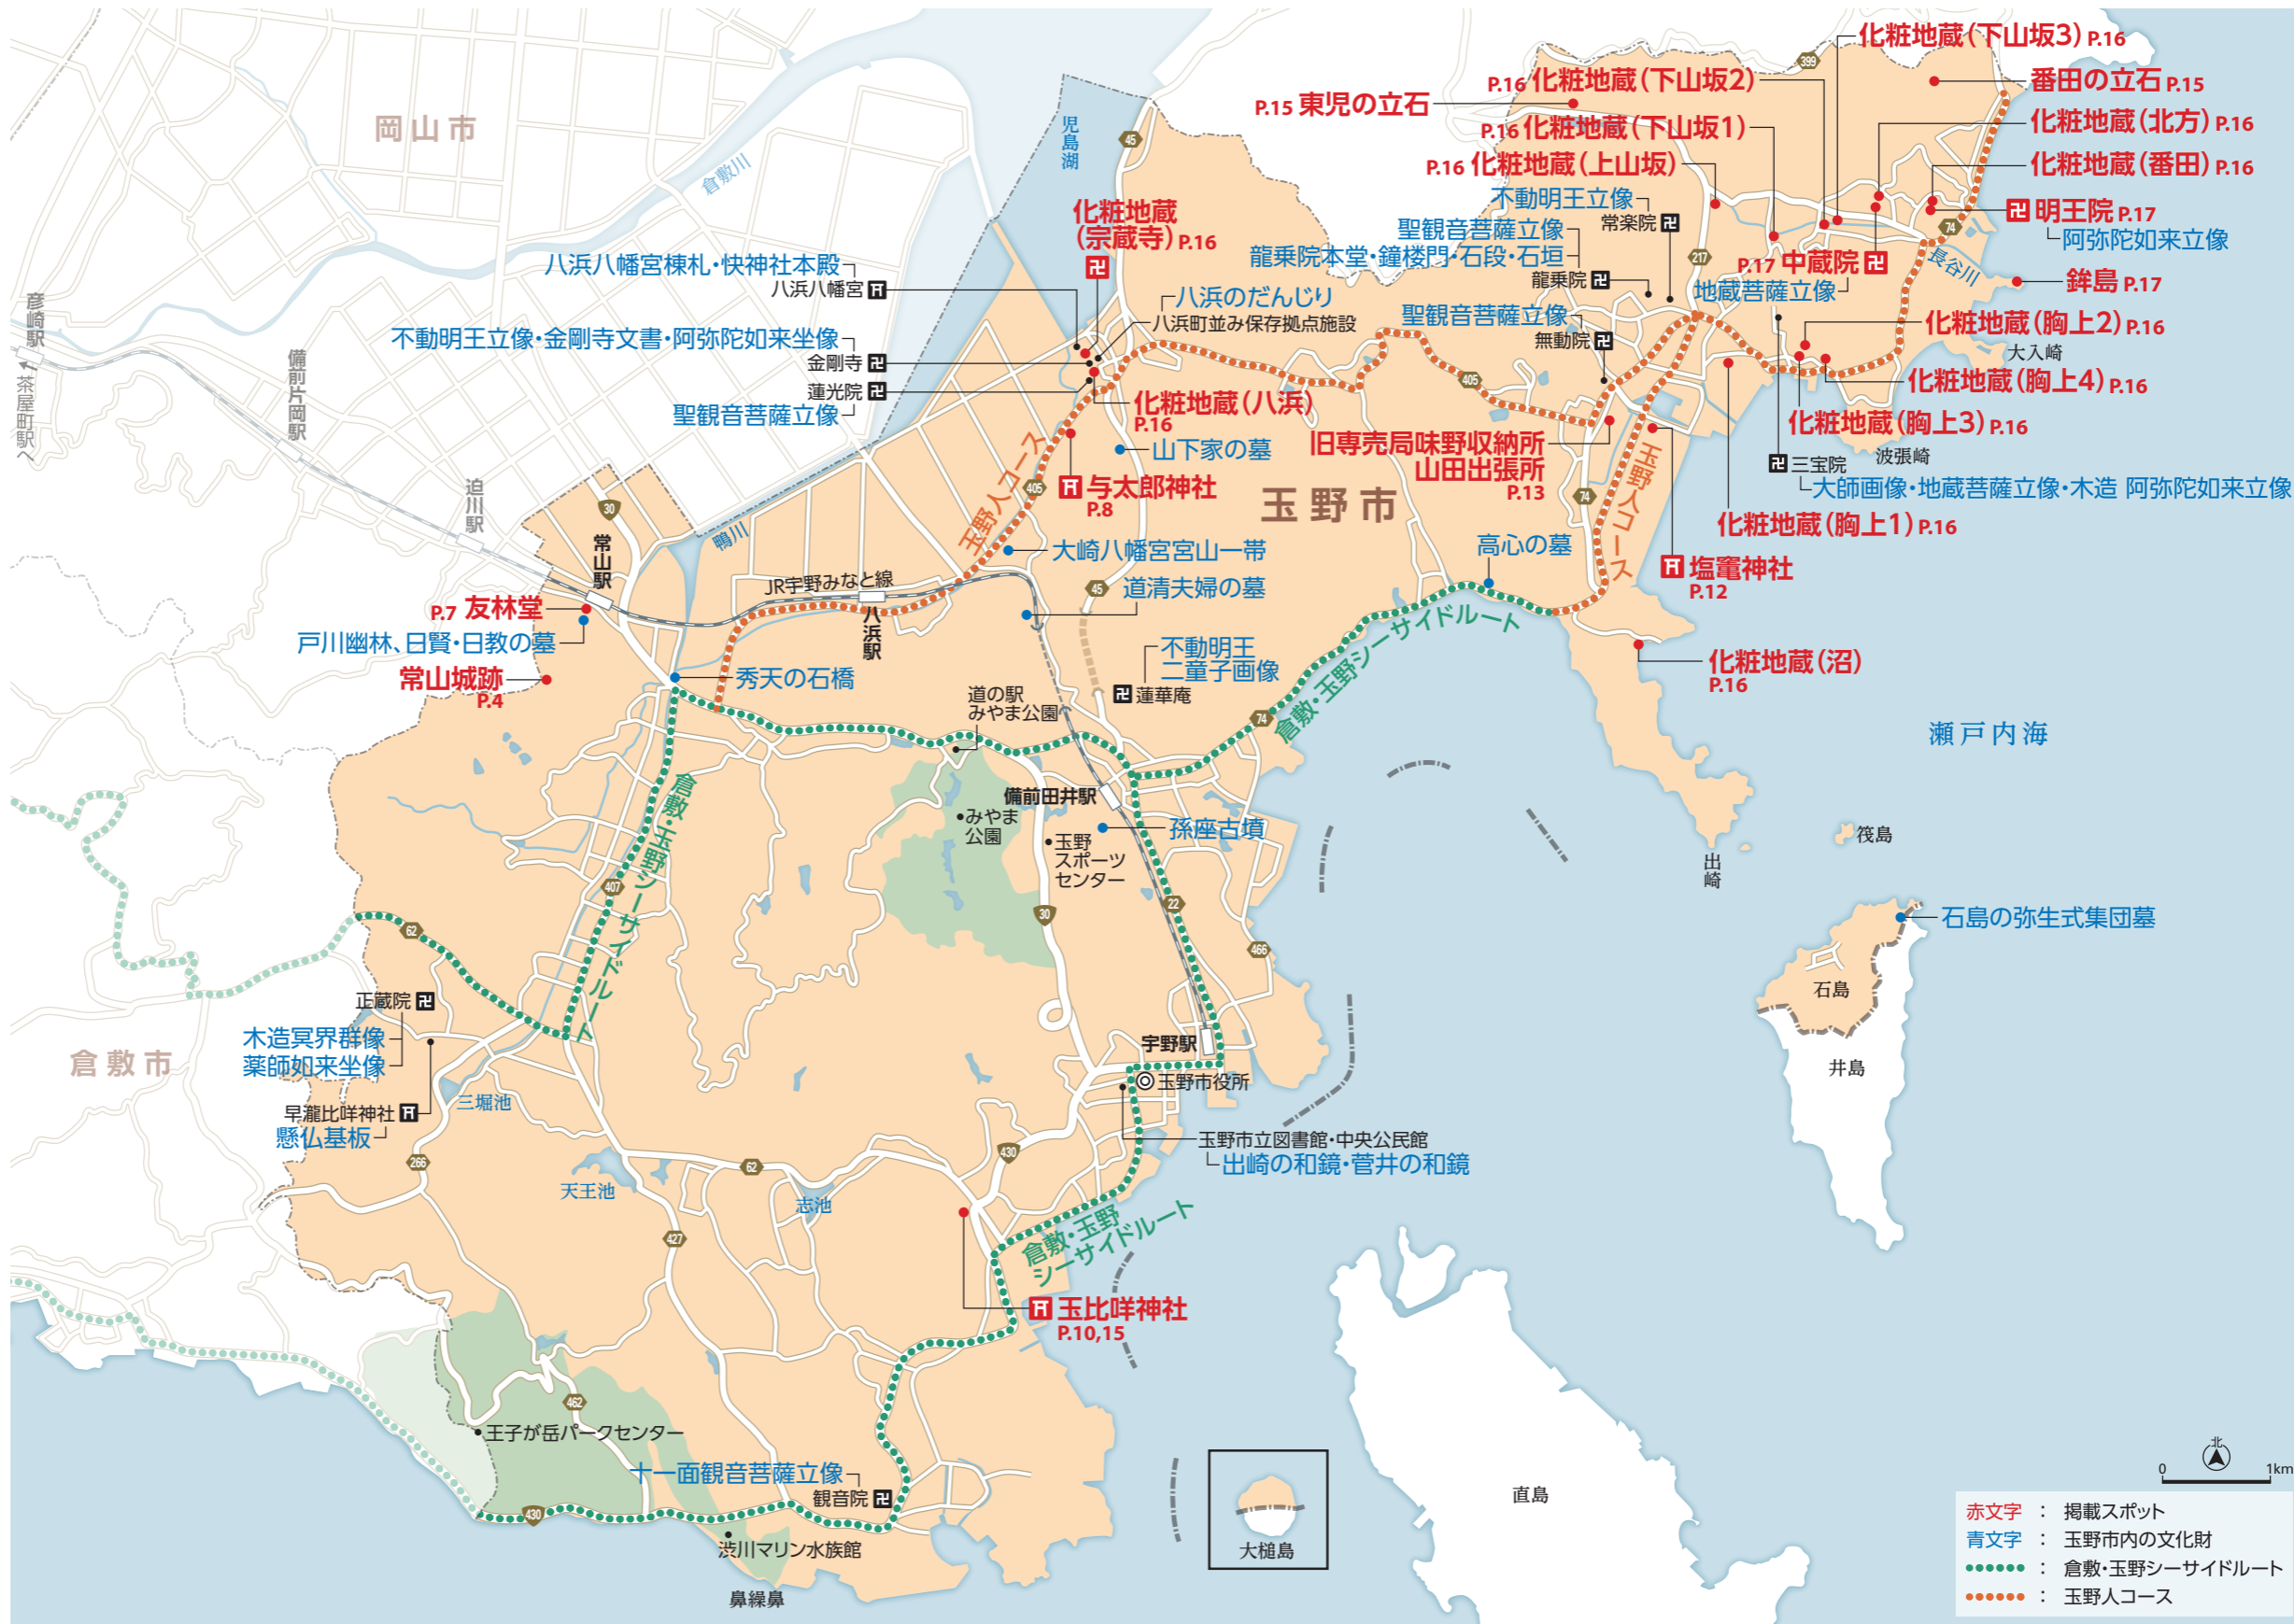 岡山市
倉敷川
児島湖
45
399
化粧地蔵(下山坂3) P.16
P.16 化粧地蔵(下山坂2)
番田の立石 P.15
P.15 東児の立石
化粧地蔵(北方) P.16
P.16 化粧地蔵(下山坂1)
化粧地蔵(番田) P.16
P.16 化粧地蔵(上山坂)
不動明王立像
常楽院
明王院 P.17
阿弥陀如来立像
聖観音菩薩立像
龍乗院本堂・鐘楼門・石段・石垣
龍乗院
217
P.17 中蔵院
地蔵菩薩立像
74
長谷川
鉾島 P.17
化粧地蔵
(宗蔵寺) P.16
八浜八幡宮棟札・快神社本殿
八浜八幡宮
八浜のだんじり
八浜町並み保存拠点施設
聖観音菩薩立像
無動院
化粧地蔵(胸上2) P.16
大入崎
不動明王立像・金剛寺文書・阿弥陀如来坐像
金剛寺
蓮光院
聖観音菩薩立像
化粧地蔵(八浜)
P.16
405
化粧地蔵(胸上4) P.16
化粧地蔵(胸上3) P.16
波張崎
三宝院
大師画像・地蔵菩薩立像・木造 阿弥陀如来立像
化粧地蔵(胸上1) P.16
彦崎駅
茶屋町駅へ
備前片岡駅
迫川駅
常山駅
30
鴨川
山下家の墓
与太郎神社
P.8
405
玉野人コース
旧専売局味野収納所
山田出張所
P.13
74
玉野人コース
玉野市
塩竈神社
P.12
高心の墓
大崎八幡宮宮山一帯
道清夫婦の墓
45
JR宇野みなと線
八浜駅
P.7 友林堂
戸川幽林、日賢・日教の墓
常山城跡
P.4
秀天の石橋
不動明王
二童子画像
蓮華庵
倉敷・玉野シーサイドルート
74
化粧地蔵(沼)
P.16
瀬戸内海
道の駅
みやま公園
備前田井駅
みやま
公園
玉野
スポーツ
センター
孫座古墳
30
22
466
出崎
筏島
石島の弥生式集団墓
石島
井島
倉敷・玉野シーサイドルート
407
62
倉敷市
正蔵院
木造冥界群像
薬師如来坐像
早瀧比咩神社
懸仏基板
三堀池
266
天王池
62
志池
427
宇野駅
玉野市役所
玉野市立図書館・中央公民館
出崎の和鏡・菅井の和鏡
430
倉敷・玉野
シーサイドルート
玉比咩神社
P.10,15
462
王子が岳パークセンター
十一面観音菩薩立像
観音院
430
渋川マリン水族館
鼻繰鼻
大槌島
直島
北
0 1km
赤文字 : 掲載スポット
青文字 : 玉野市内の文化財
: 倉敷・玉野シーサイドルート
: 玉野人コース